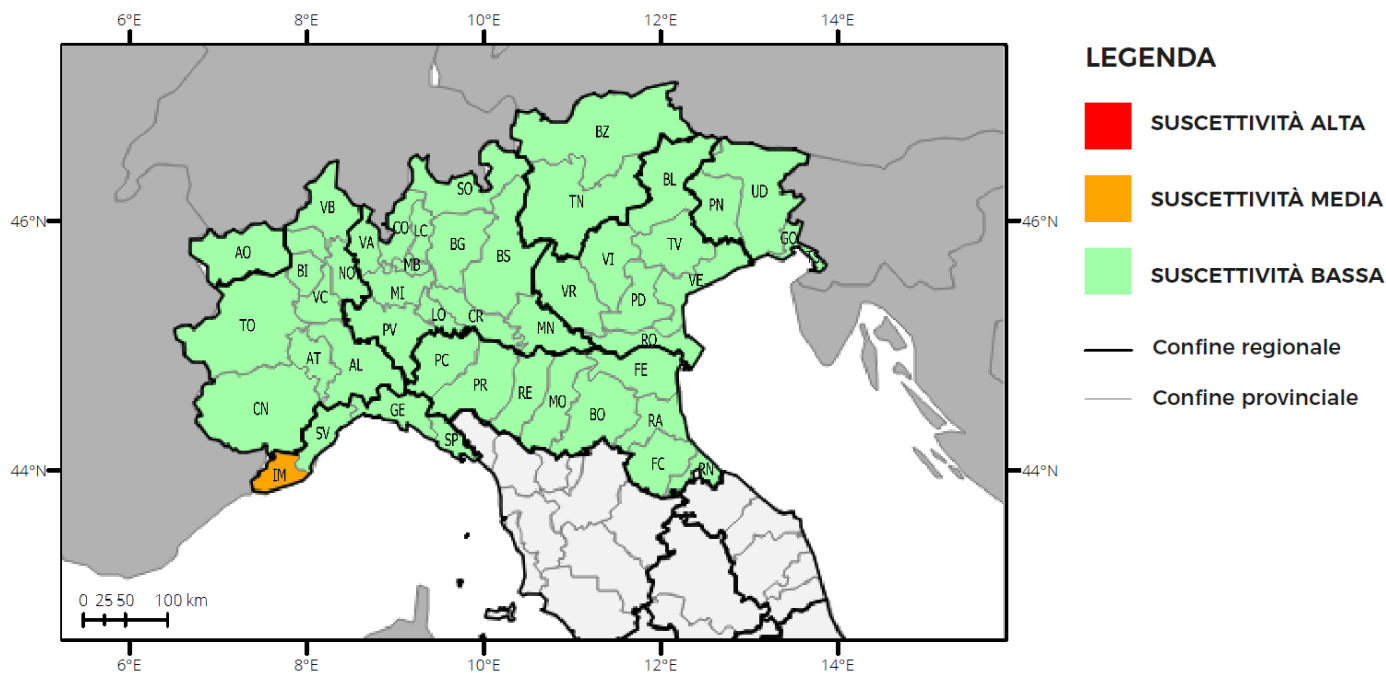 6°E 8°E 10°E 12°E 14°E
LEGENDA
SUSCETTIVITÀ ALTA
SUSCETTIVITÀ MEDIA
SUSCETTIVITÀ BASSA
Confine regionale
Confine provinciale
46°N
46°N
44°N
44°N
BZ
BL
UD
SO
TN
PN
VB
CO
LC
VA
BG
TV
GO
AO
BS
VI
MB
BI
NO
VE
MI
VR
PD
VC
LO
CR
TO
PV
MN
RO
AT
AL
PC
FE
PR
RE
MO
CN
GE
BO
RA
SV
SP
FC
RN
IM
0 25 50 100 km
6°E 8°E 10°E 12°E 14°E